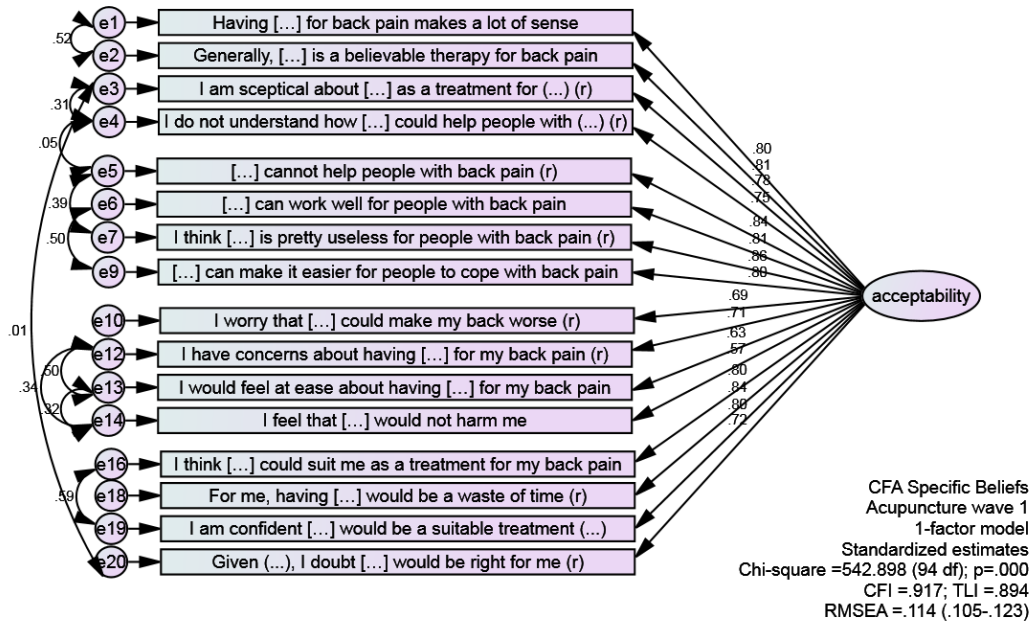 e1 Having [...] for back pain makes a lot of sense
.52
e2 Generally, [...] is a believable therapy for back pain
e3 I am sceptical about [...] as a treatment for (...) (r)
.31
e4 I do not understand how [...] could help people with (...) (r)
.05
e5 [...] cannot help people with back pain (r)
e6 [...] can work well for people with back pain
.39
e7 I think [...] is pretty useless for people with back pain (r)
.50
e9 [...] can make it easier for people to cope with back pain
e10 I worry that [...] could make my back worse (r)
.01
e12 I have concerns about having [...] for my back pain (r)
.50
e13 I would feel at ease about having [...] for my back pain
.34
.32
e14 I feel that [...] would not harm me
e16 I think [...] could suit me as a treatment for my back pain
e18 For me, having [...] would be a waste of time (r)
.59
e19 I am confident [...] would be a suitable treatment (...)
e20 Given (...), I doubt [...] would be right for me (r)
.80
.81
.78
.75
.84
.81
.86
.80
.69
.71
.63
.57
.80
.84
.80
.72
acceptability
CFA Specific Beliefs
Acupuncture wave 1
1-factor model
Standardized estimates
Chi-square =542.898 (94 df); p=.000
CFI =.917; TLI =.894
RMSEA =.114 (.105-.123)